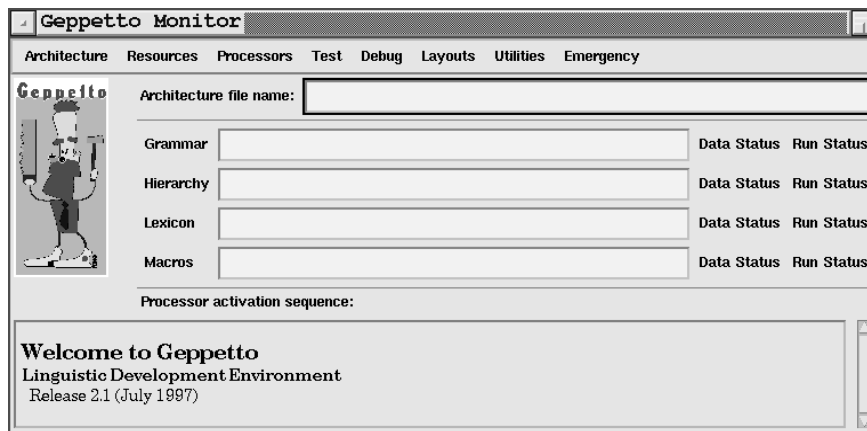 Geppetto Monitor
Architecture Resources Processors Test Debug Layouts Utilities Emergency
Geppetto
Architecture file name:
Grammar Data Status Run Status
Hierarchy Data Status Run Status
Lexicon Data Status Run Status
Macros Data Status Run Status
Processor activation sequence:
Welcome to Geppetto
Linguistic Development Environment
Release 2.1 (July 1997)